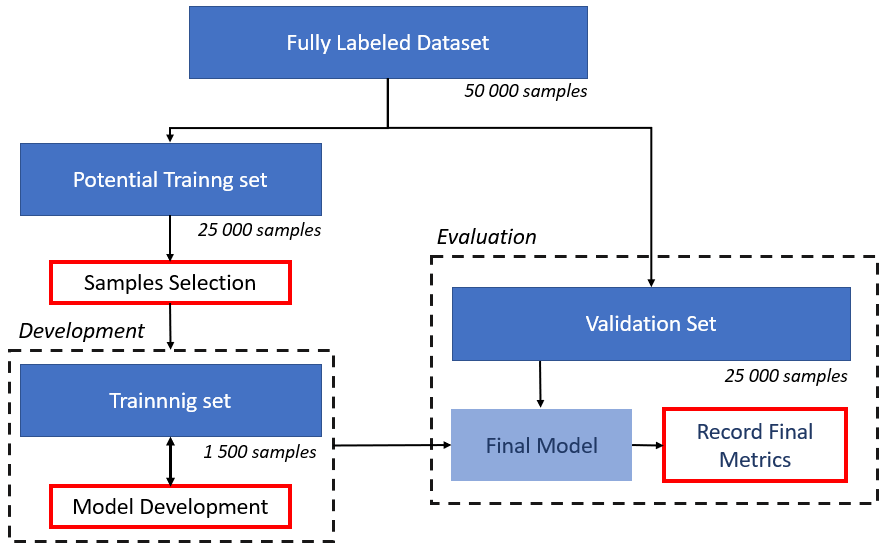 Fully Labeled Dataset
50 000 samples
Potential Trainng set
25 000 samples
Samples Selection
Development
Trainnnig set
1 500 samples
Model Development
Evaluation
Validation Set
25 000 samples
Final Model
Record Final
Metrics